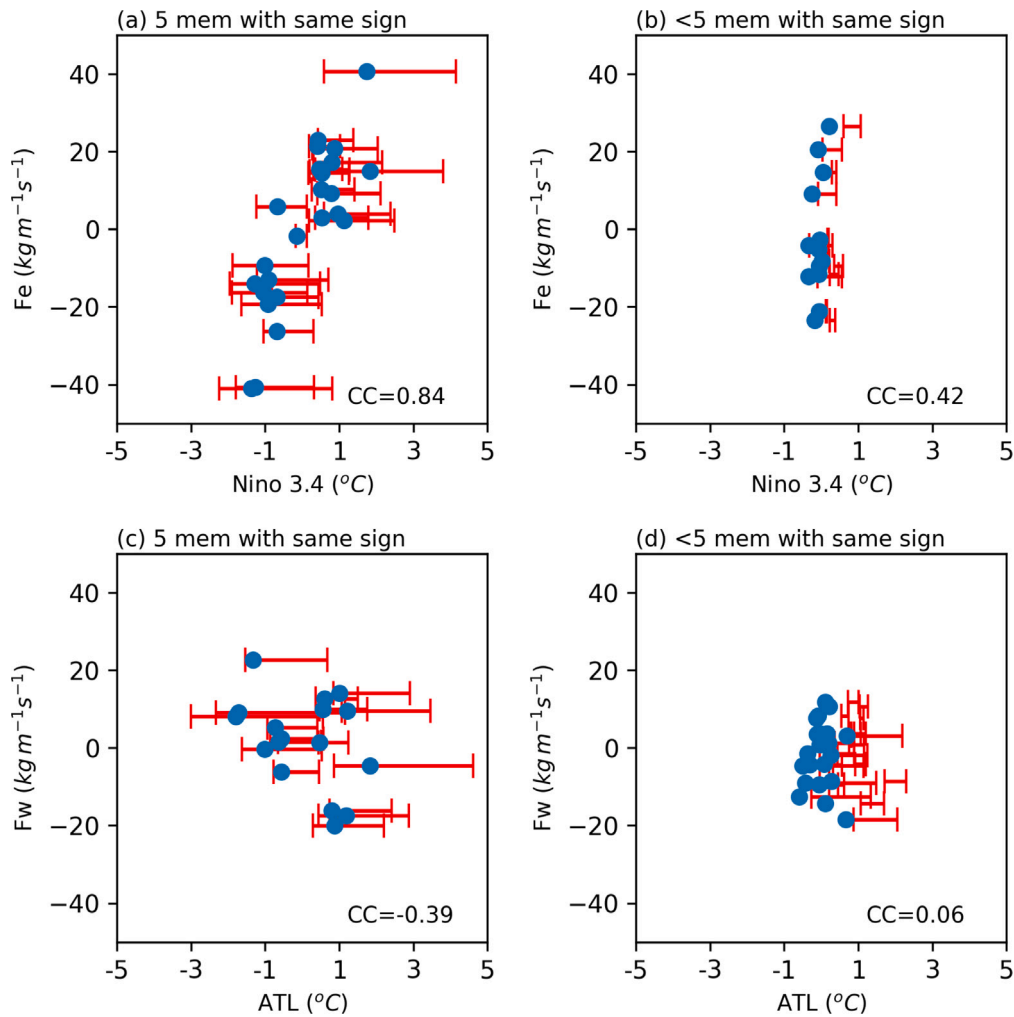 (a) 5 mem with same sign
(b) <5 mem with same sign
40
20
0
−20
−40
Fe (kgm⁻¹s⁻¹)
CC=0.84
-5 -3 -1 1 3 5
Nino 3.4 (°C)
40
20
0
−20
−40
Fe (kgm⁻¹s⁻¹)
CC=0.42
-5 -3 -1 1 3 5
Nino 3.4 (°C)
(c) 5 mem with same sign
(d) <5 mem with same sign
40
20
0
−20
−40
Fw (kgm⁻¹s⁻¹)
CC=-0.39
-5 -3 -1 1 3 5
ATL (°C)
40
20
0
−20
−40
Fw (kgm⁻¹s⁻¹)
CC=0.06
-5 -3 -1 1 3 5
ATL (°C)